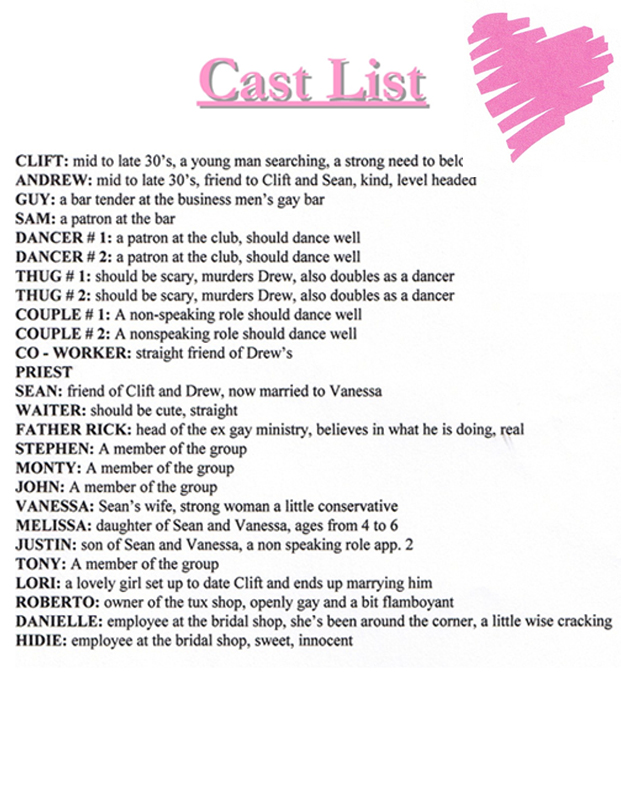 Cast List
CLIFT: mid to late 30's, a young man searching, a strong need to
ANDREW: mid to late 30's, friend to Clift and Sean, kind, level headed
GUY: a bar tender at the business men's gay bar
SAM: a patron at the bar
DANCER # 1: a patron at the club, should dance well
DANCER # 2: a patron at the club, should dance well
THUG # 1: should be scary, murders Drew, also doubles as a dancer
THUG # 2: should be scary, murders Drew, also doubles as a dancer
COUPLE # 1: A non-speaking role should dance well
COUPLE # 2: A nonspeaking role should dance well
CO - WORKER: straight friend of Drew's
PRIEST
SEAN: friend of Clift and Drew, now married to Vanessa
WAITER: should be cute, straight
FATHER RICK: head of the ex gay ministry, believes in what he is doing, real
STEPHEN: A member of the group
MONTY: A member of the group
JOHN: A member of the group
VANESSA: Sean's wife, strong woman a little conservative
MELISSA: daughter of Sean and Vanessa, ages from 4 to 6
JUSTIN: son of Sean and Vanessa, a non speaking role app. 2
TONY: A member of the group
LORI: a lovely girl set up to date Clift and ends up marrying him
ROBERTO: owner of the tux shop, openly gay and a bit flamboyant
DANIELLE: employee at the bridal shop, she's been around the corner, a little wise cracking
HIDIE: employee at the bridal shop, sweet, innocent